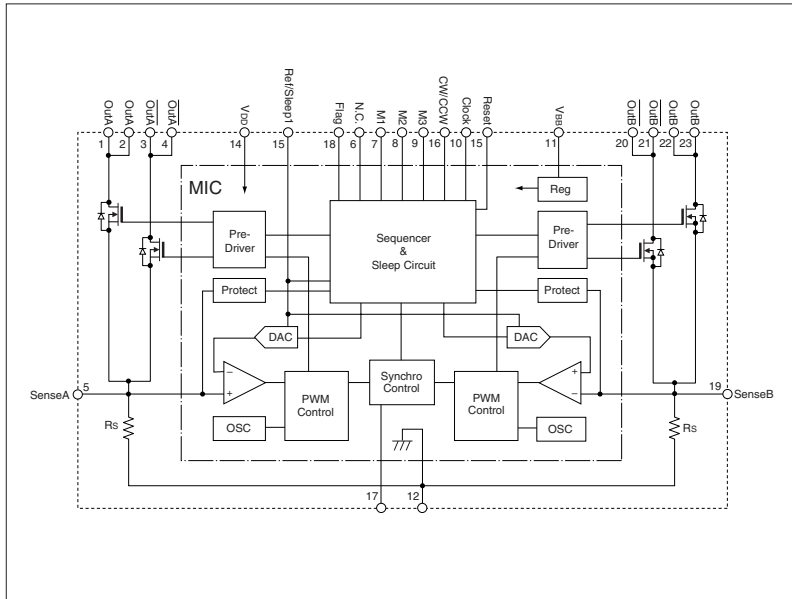 OutA
OutA
OutA
OutA
VDD
Ref/Sleep1
Flag
N.C.
M1
M2
M3
CW/CCW
Clock
Reset
VBB
OutB
OutB
OutB
OutB
1
2
3
4
14
15
18
6
7
8
9
16
10
15
11
20
21
22
23
MIC
Reg
Pre-
Driver
Sequencer
&
Sleep Circuit
Pre-
Driver
Protect
Protect
DAC
DAC
−
+
+
−
SenseA
5
19
SenseB
PWM
Control
Synchro
Control
PWM
Control
RS
OSC
OSC
RS
17
12